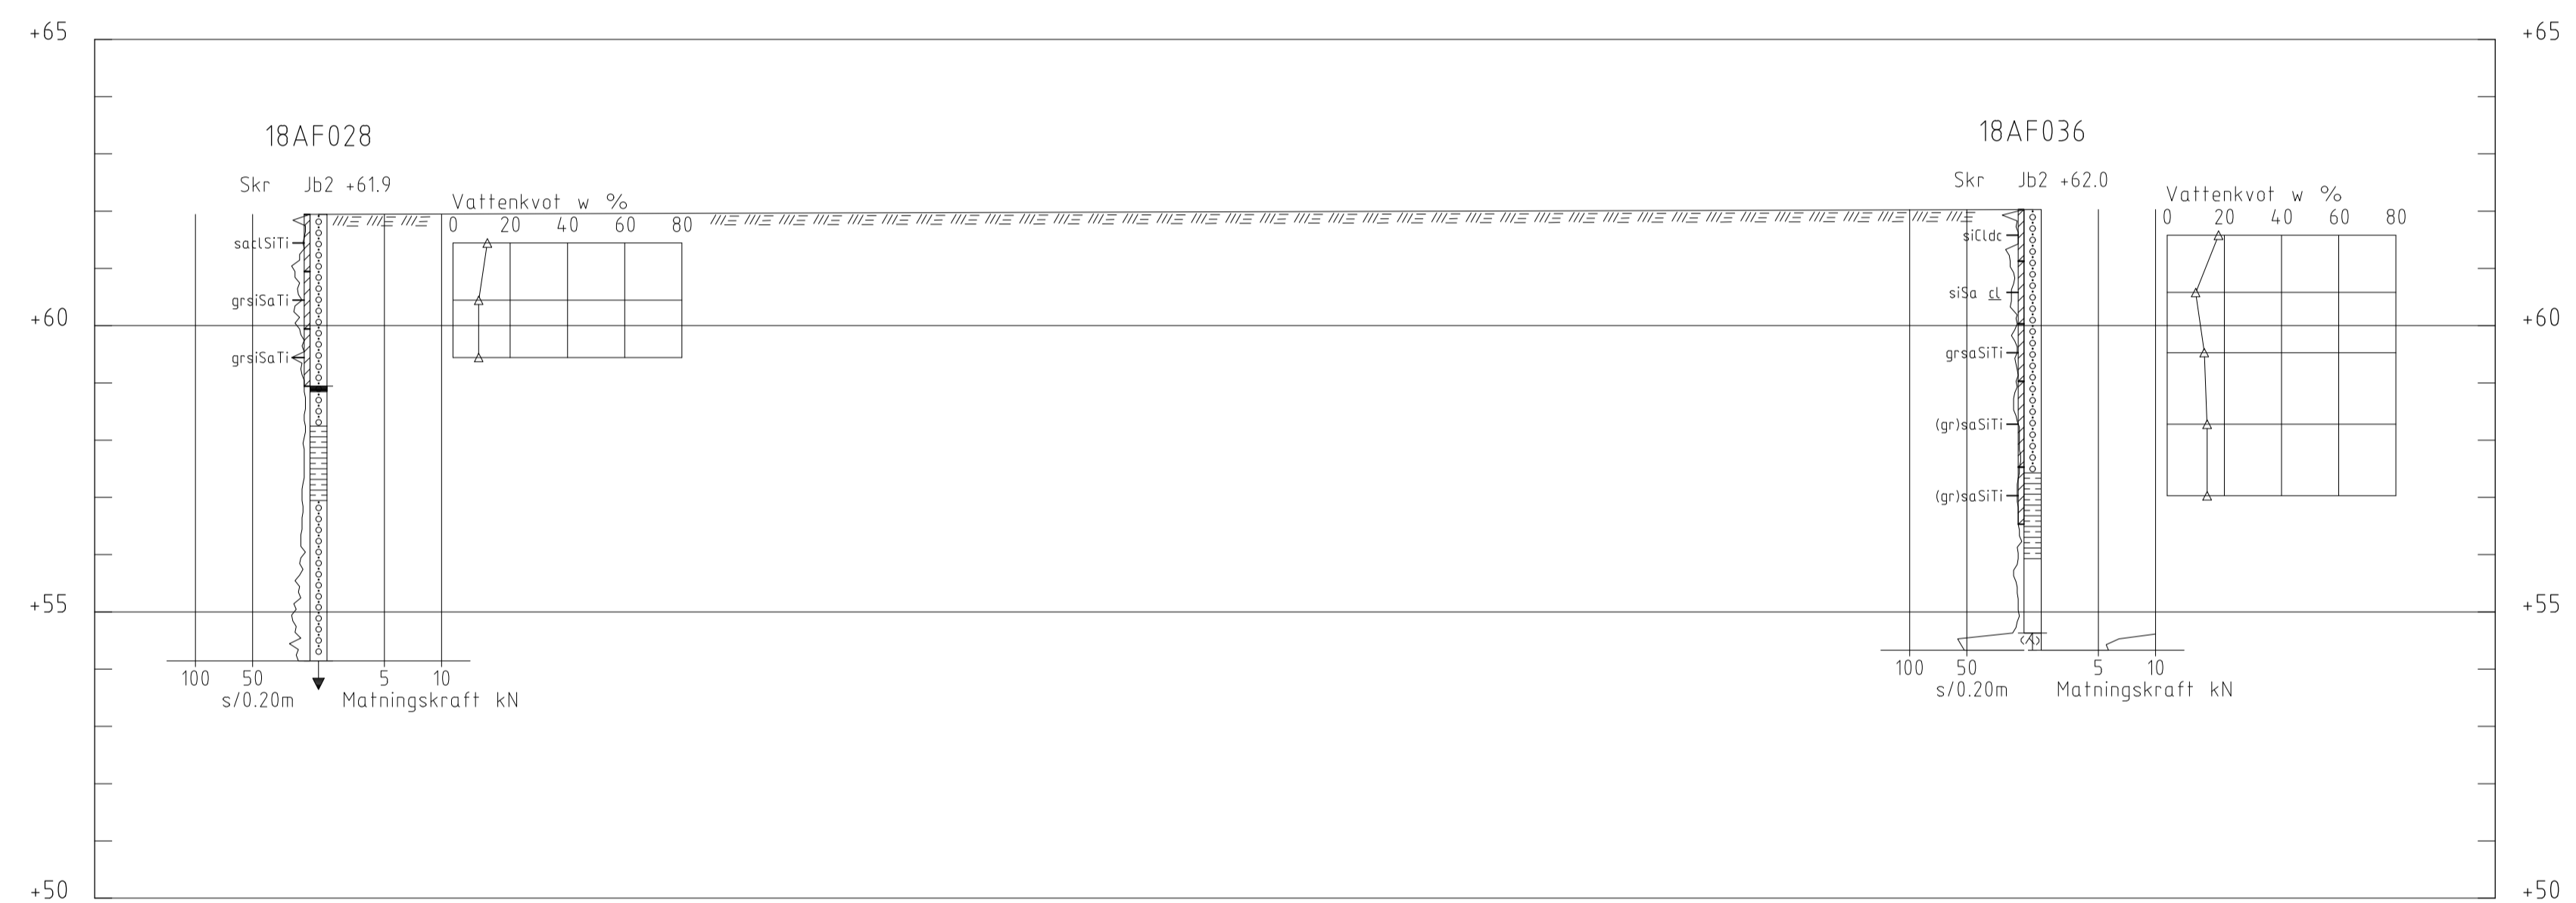 +65
+65
18AF028
18AF036
Skr Jb2 +61.9
Skr Jb2 +62.0
Vattenkvot w %
0 20 40 60 80
Vattenkvot w %
0 20 40 60 80
saclSiTi
grsiSaTi
grsiSaTi
siCldc
siSa cl
grsaSiTi
(gr)saSiTi
(gr)saSiTi
+60
+60
+55
+55
100 50 5 10
s/0.20m Matningskraft kN
100 50 5 10
s/0.20m Matningskraft kN
+50
+50